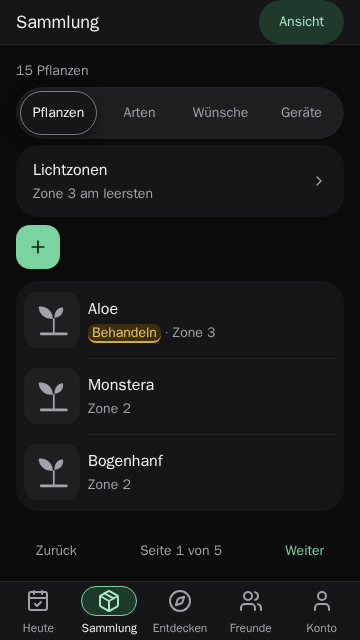 Sammlung
Ansicht
15 Pflanzen
Pflanzen Arten Wünsche Geräte
Lichtzonen
Zone 3 am leersten
Aloe
Behandeln · Zone 3
Monstera
Zone 2
Bogenhanf
Zone 2
Zurück Seite 1 von 5 Weiter
Heute Sammlung Entdecken Freunde Konto